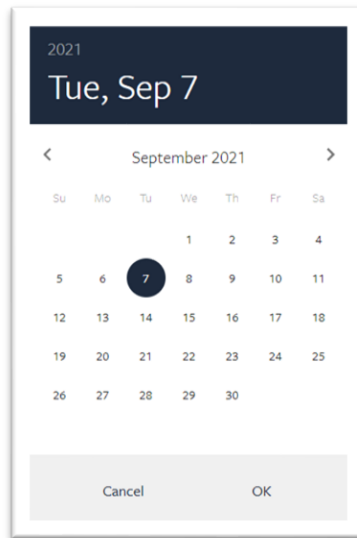 2021
Tue, Sep 7
September 2021
Su Mo Tu We Th Fr Sa
1 2 3 4
5 6 7 8 9 10 11
12 13 14 15 16 17 18
19 20 21 22 23 24 25
26 27 28 29 30
Cancel OK